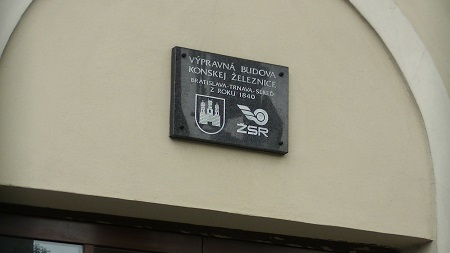 VÝPRAVNÁ BUDOVA
KONSKEJ ŽELEZNICE
BRATISLAVA-TRNAVA-SEREĎ
Z ROKU 1840
ŽSR